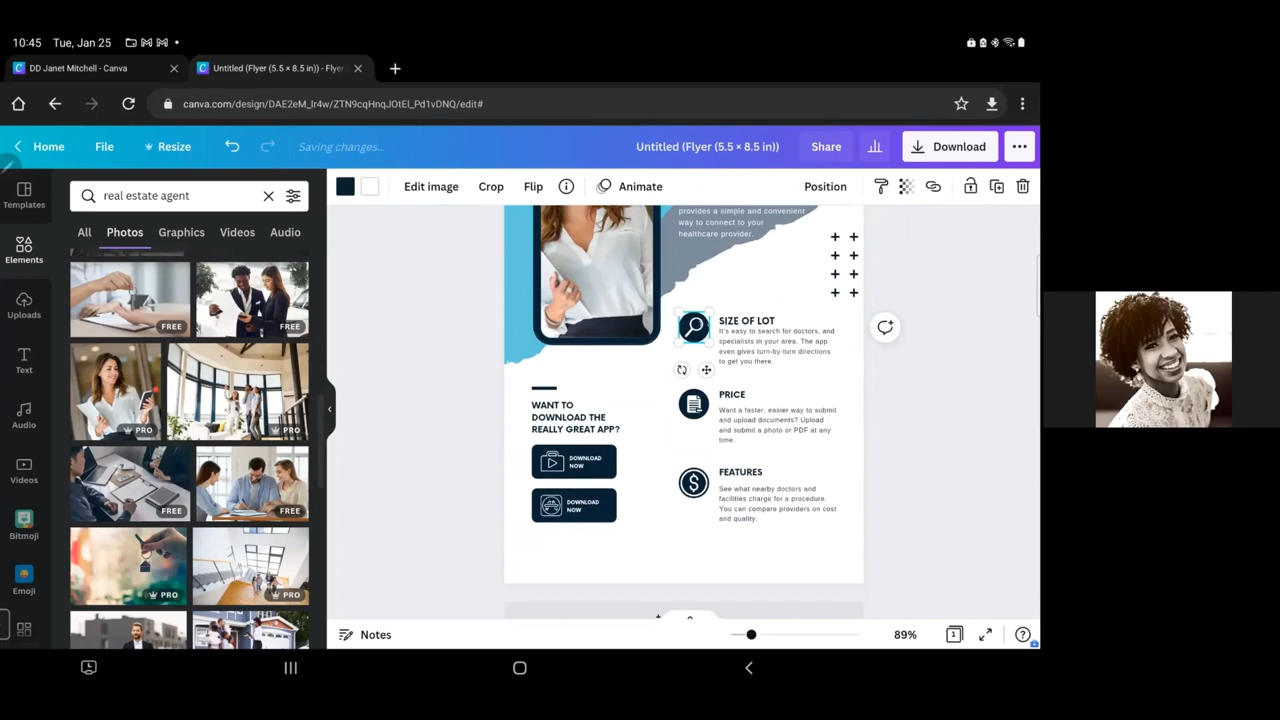 10:45 Tue, Jan 25
DD Janet Mitchell - Canva
Untitled (Flyer (5.5 × 8.5 in)) - Flyer
canva.com/design/DAE2eM_Ir4w/ZTN9cqHnqJOtEI_Pd1vDNQ/edit#
Home File Resize Saving changes... Untitled (Flyer (5.5 × 8.5 in)) Share Download
Edit image Crop Flip Animate Position
real estate agent
All Photos Graphics Videos Audio
Templates
Elements
Uploads
Text
Audio
Videos
Bitmoji
Emoji
FREE FREE
PRO PRO
FREE FREE
PRO PRO
provides a simple and convenient
way to connect to your
healthcare provider.
SIZE OF LOT
It's easy to search for doctors, and
specialists in your area. The app
even gives turn-by-turn directions
to get you there.
PRICE
Want a faster, easier way to submit
and upload documents? Upload
and submit a photo or PDF at any
time.
FEATURES
See what nearby doctors and
facilities charge for a procedure.
You can compare providers on cost
and quality.
WANT TO
DOWNLOAD THE
REALLY GREAT APP?
DOWNLOAD
NOW
DOWNLOAD
NOW
Notes 89% 1